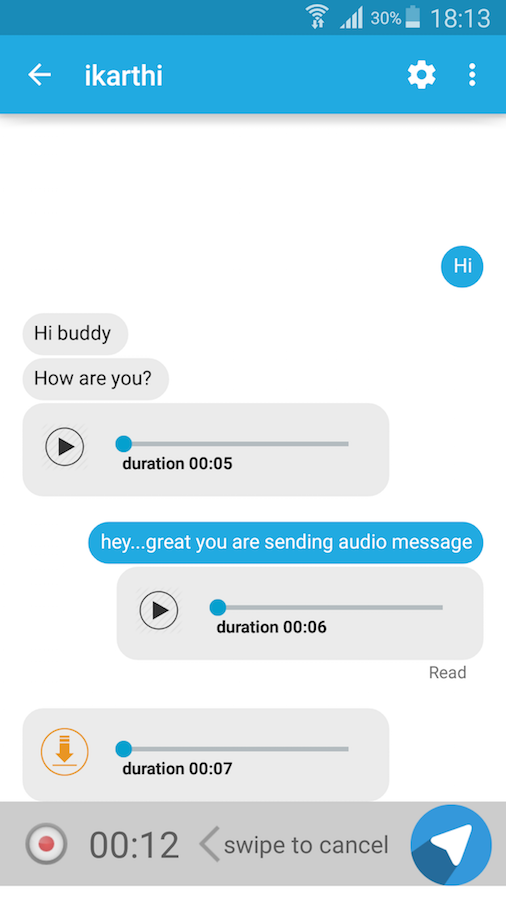 30% 18:13
ikarthi
Hi
Hi buddy
How are you?
duration 00:05
hey...great you are sending audio message
duration 00:06
Read
duration 00:07
00:12 swipe to cancel